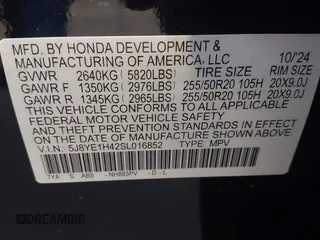 MFD. BY HONDA DEVELOPMENT &
MANUFACTURING OF AMERICA, LLC 10/24
GVWR 2640KG (5820LBS) TIRE SIZE RIM SIZE
GAWR F 1350KG (2976LBS) 255/50R20 105H 20X9.0J
GAWR R 1345KG (2965LBS) 255/50R20 105H 20X9.0J
THIS VEHICLE CONFORMS TO ALL APPLICABLE
FEDERAL MOTOR VEHICLE SAFETY STANDARDS IN EFFECT
ON THE DATE OF MANUFACTURE SHOWN ABOVE.
V.I.N.: 5J8YE1H42SL016852 TYPE: MPV
TYA S AB5 NH893PV D - L
DREAMBID